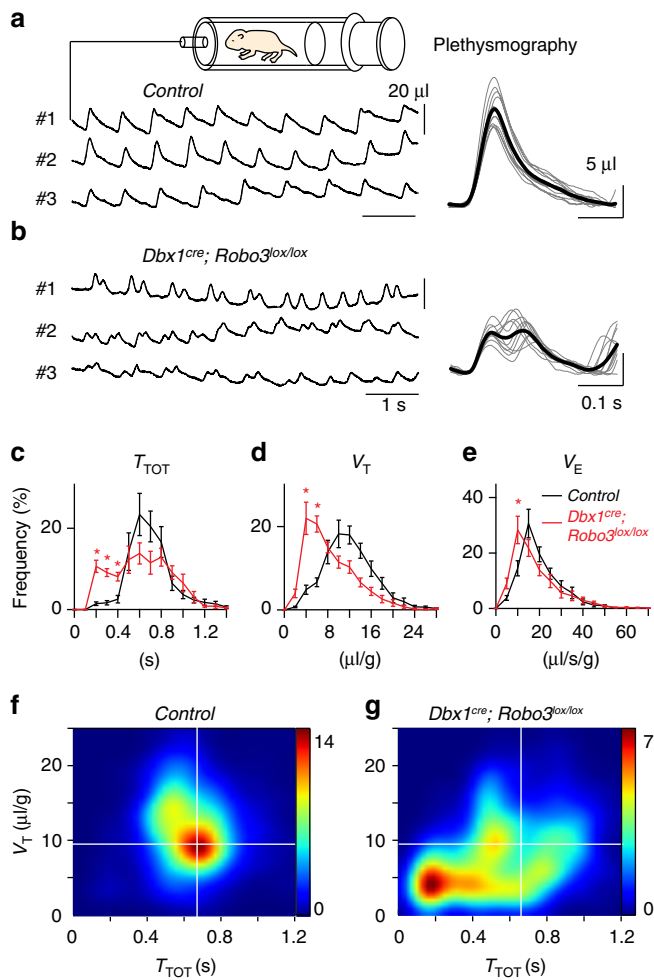 a
Plethysmography
Control
20 μl
#1
#2
#3
5 μl
b
Dbx1cre; Robo3lox/lox
#1
#2
#3
1 s
0.1 s
c
TTOT
d
VT
e
VE
Frequency (%)
20
0
0 0.4 0.8 1.2
(s)
20
0
0 8 16 24
(μl/g)
40
20
0
0 20 40 60
(μl/s/g)
* * *
* *
*
Control
Dbx1cre;
Robo3lox/lox
f
Control
g
Dbx1cre; Robo3lox/lox
VT (μl/g)
20
10
0
0 0.4 0.8 1.2
TTOT (s)
14
0
20
10
0
0 0.4 0.8 1.2
TTOT (s)
7
0